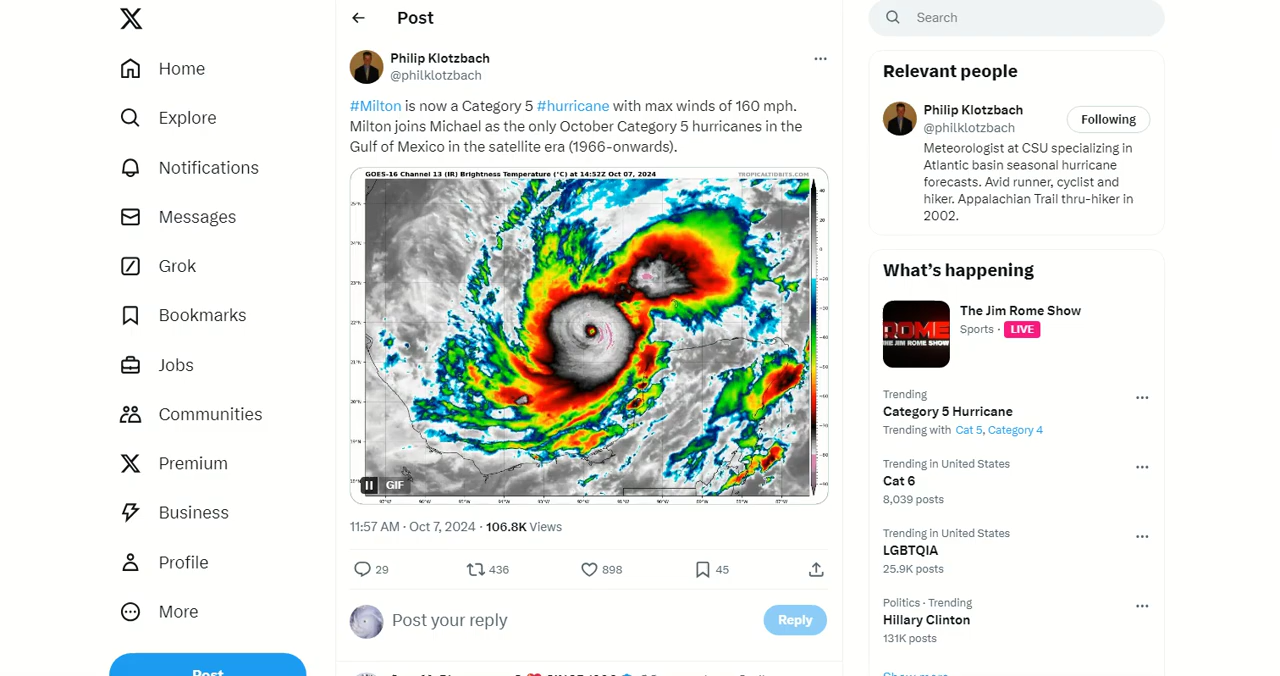 Home
Explore
Notifications
Messages
Grok
Bookmarks
Jobs
Communities
Premium
Business
Profile
More
Post
Post
Philip Klotzbach
@philklotzbach
#Milton is now a Category 5 #hurricane with max winds of 160 mph.
Milton joins Michael as the only October Category 5 hurricanes in the
Gulf of Mexico in the satellite era (1966-onwards).
GOES-16 Channel 13 (IR) Brightness Temperature (°C) at 14:52Z Oct 07, 2024 TROPICALTIDBITS.COM
GIF
11:57 AM · Oct 7, 2024 · 106.8K Views
29 436 898 45
Post your reply
Reply
Search
Relevant people
Philip Klotzbach
@philklotzbach
Following
Meteorologist at CSU specializing in
Atlantic basin seasonal hurricane
forecasts. Avid runner, cyclist and
hiker. Appalachian Trail thru-hiker in
2002.
What's happening
ROME
THE JIM ROME SHOW
The Jim Rome Show
Sports · LIVE
Trending
Category 5 Hurricane
Trending with Cat 5, Category 4
Trending in United States
Cat 6
8,039 posts
Trending in United States
LGBTQIA
25.9K posts
Politics · Trending
Hillary Clinton
131K posts
Show more